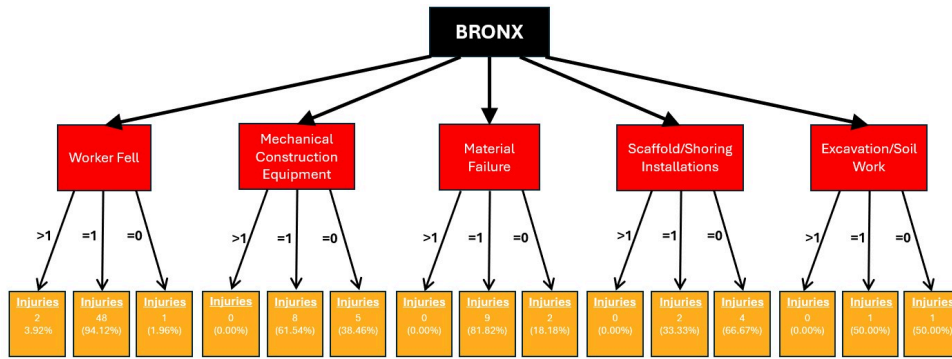 BRONX
Worker Fell
Mechanical
Construction
Equipment
Material
Failure
Scaffold/Shoring
Installations
Excavation/Soil
Work
>1
=1
=0
>1
=1
=0
>1
=1
=0
>1
=1
=0
>1
=1
=0
Injuries
2
3.92%
Injuries
48
(94.12%)
Injuries
1
(1.96%)
Injuries
0
(0.00%)
Injuries
8
(61.54%)
Injuries
5
(38.46%)
Injuries
0
(0.00%)
Injuries
9
(81.82%)
Injuries
2
(18.18%)
Injuries
0
(0.00%)
Injuries
2
(33.33%)
Injuries
4
(66.67%)
Injuries
0
(0.00%)
Injuries
1
(50.00%)
Injuries
1
(50.00%)